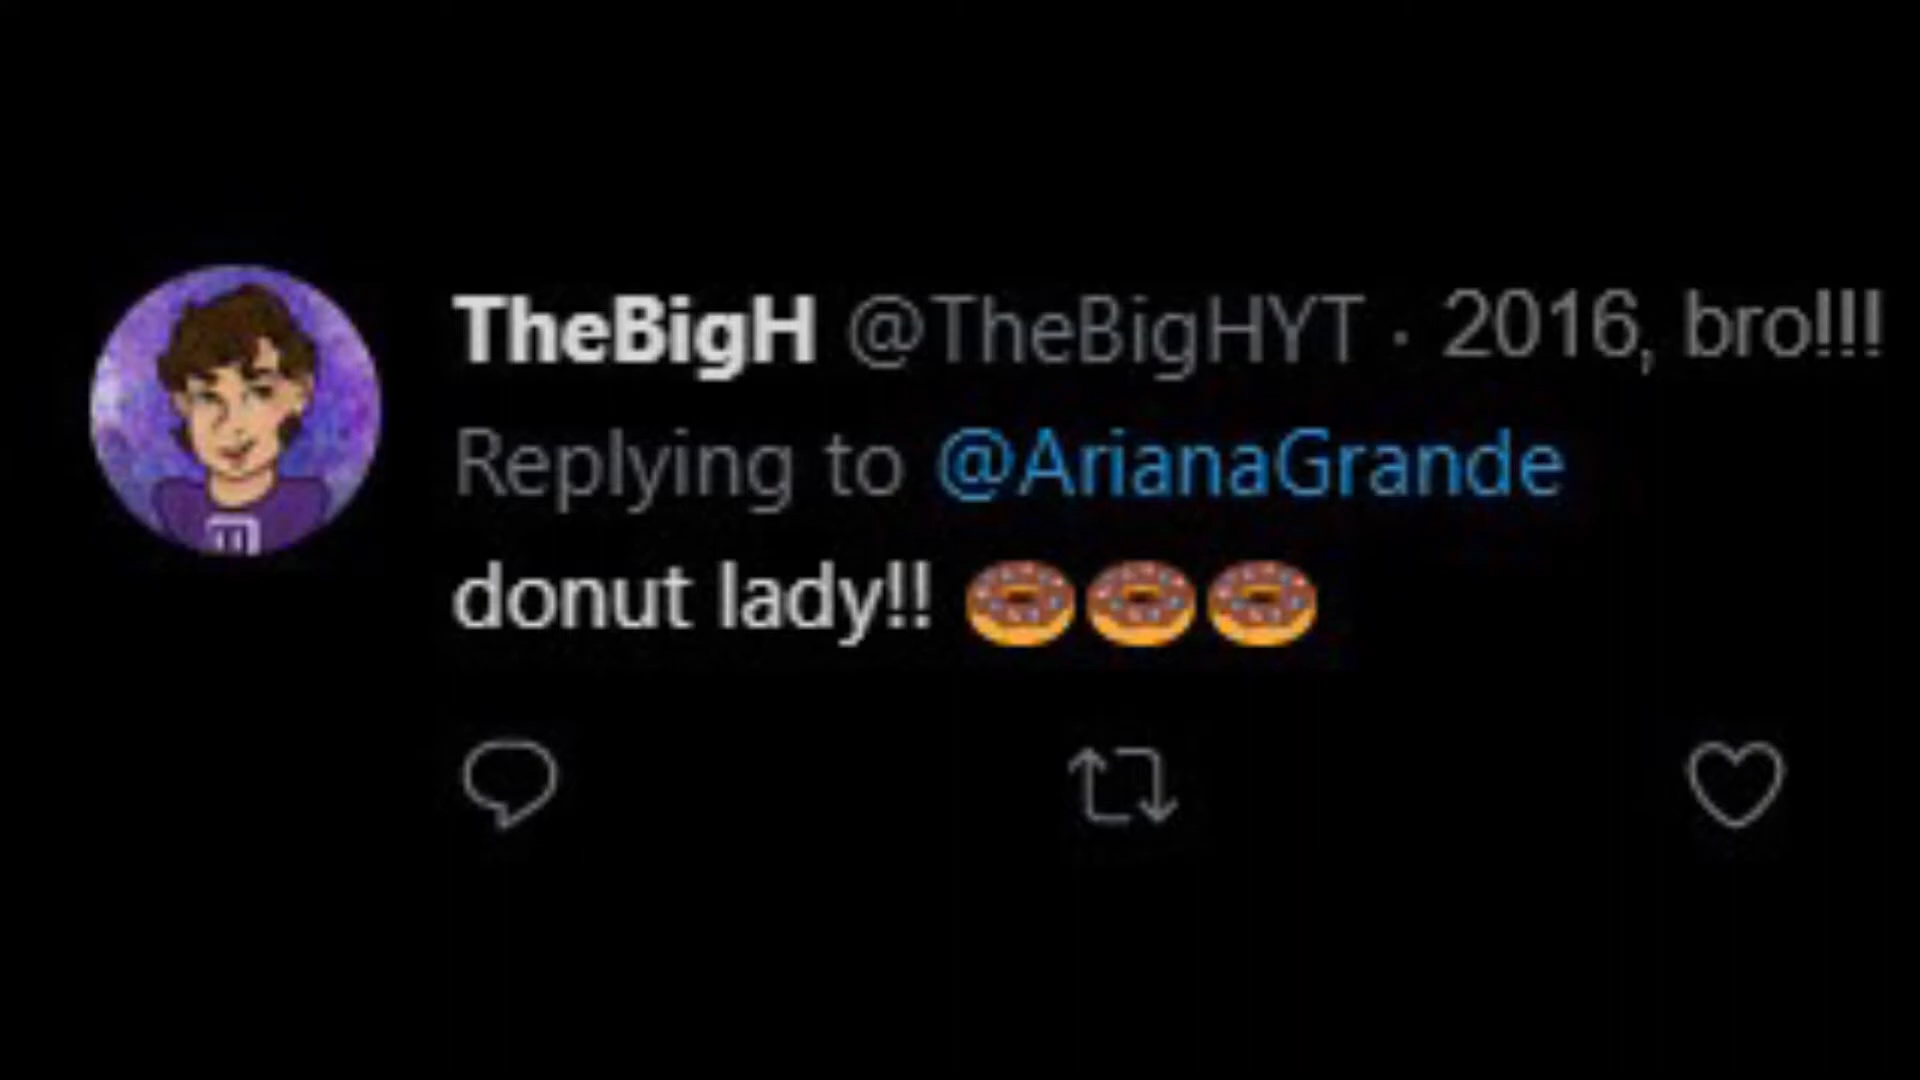 TheBigH @TheBigHYT · 2016, bro!!!
Replying to @ArianaGrande
donut lady!! 🍩🍩🍩